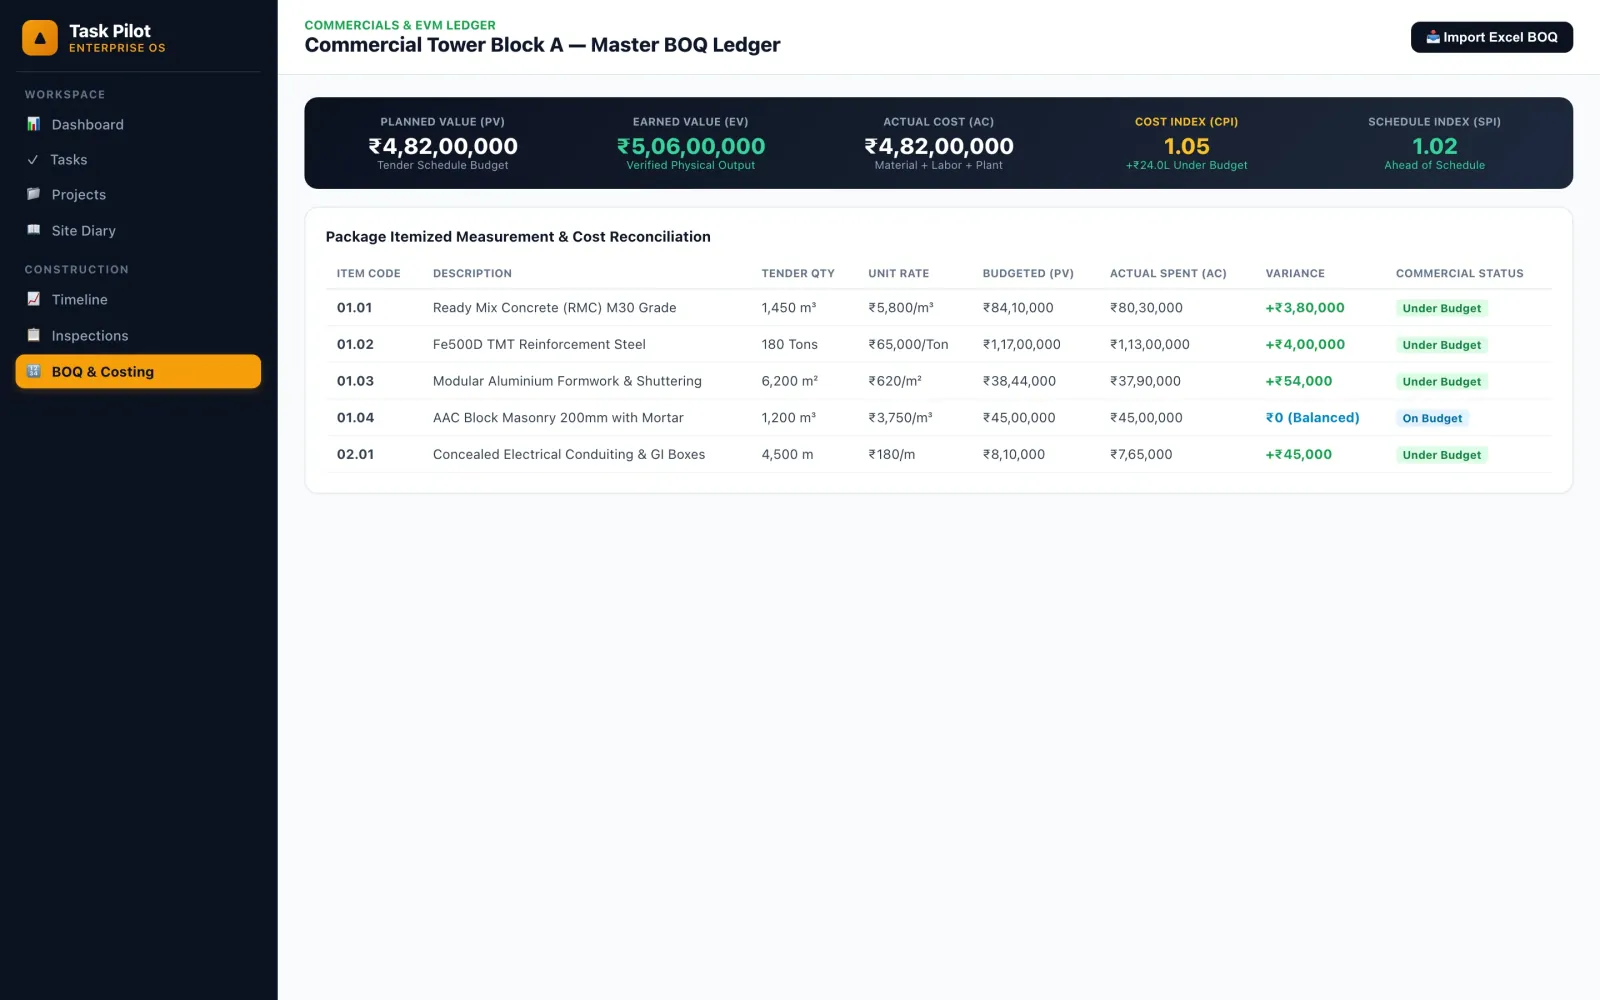 Task Pilot
ENTERPRISE OS
WORKSPACE
Dashboard
Tasks
Projects
Site Diary
CONSTRUCTION
Timeline
Inspections
BOQ & Costing
COMMERCIALS & EVM LEDGER
Commercial Tower Block A — Master BOQ Ledger
Import Excel BOQ
PLANNED VALUE (PV) EARNED VALUE (EV) ACTUAL COST (AC) COST INDEX (CPI) SCHEDULE INDEX (SPI)
₹4,82,00,000 ₹5,06,00,000 ₹4,82,00,000 1.05 1.02
Tender Schedule Budget Verified Physical Output Material + Labor + Plant +₹24.0L Under Budget Ahead of Schedule
Package Itemized Measurement & Cost Reconciliation
ITEM CODE DESCRIPTION TENDER QTY UNIT RATE BUDGETED (PV) ACTUAL SPENT (AC) VARIANCE COMMERCIAL STATUS
01.01 Ready Mix Concrete (RMC) M30 Grade 1,450 m³ ₹5,800/m³ ₹84,10,000 ₹80,30,000 +₹3,80,000 Under Budget
01.02 Fe500D TMT Reinforcement Steel 180 Tons ₹65,000/Ton ₹1,17,00,000 ₹1,13,00,000 +₹4,00,000 Under Budget
01.03 Modular Aluminium Formwork & Shuttering 6,200 m² ₹620/m² ₹38,44,000 ₹37,90,000 +₹54,000 Under Budget
01.04 AAC Block Masonry 200mm with Mortar 1,200 m³ ₹3,750/m³ ₹45,00,000 ₹45,00,000 ₹0 (Balanced) On Budget
02.01 Concealed Electrical Conduiting & GI Boxes 4,500 m ₹180/m ₹8,10,000 ₹7,65,000 +₹45,000 Under Budget